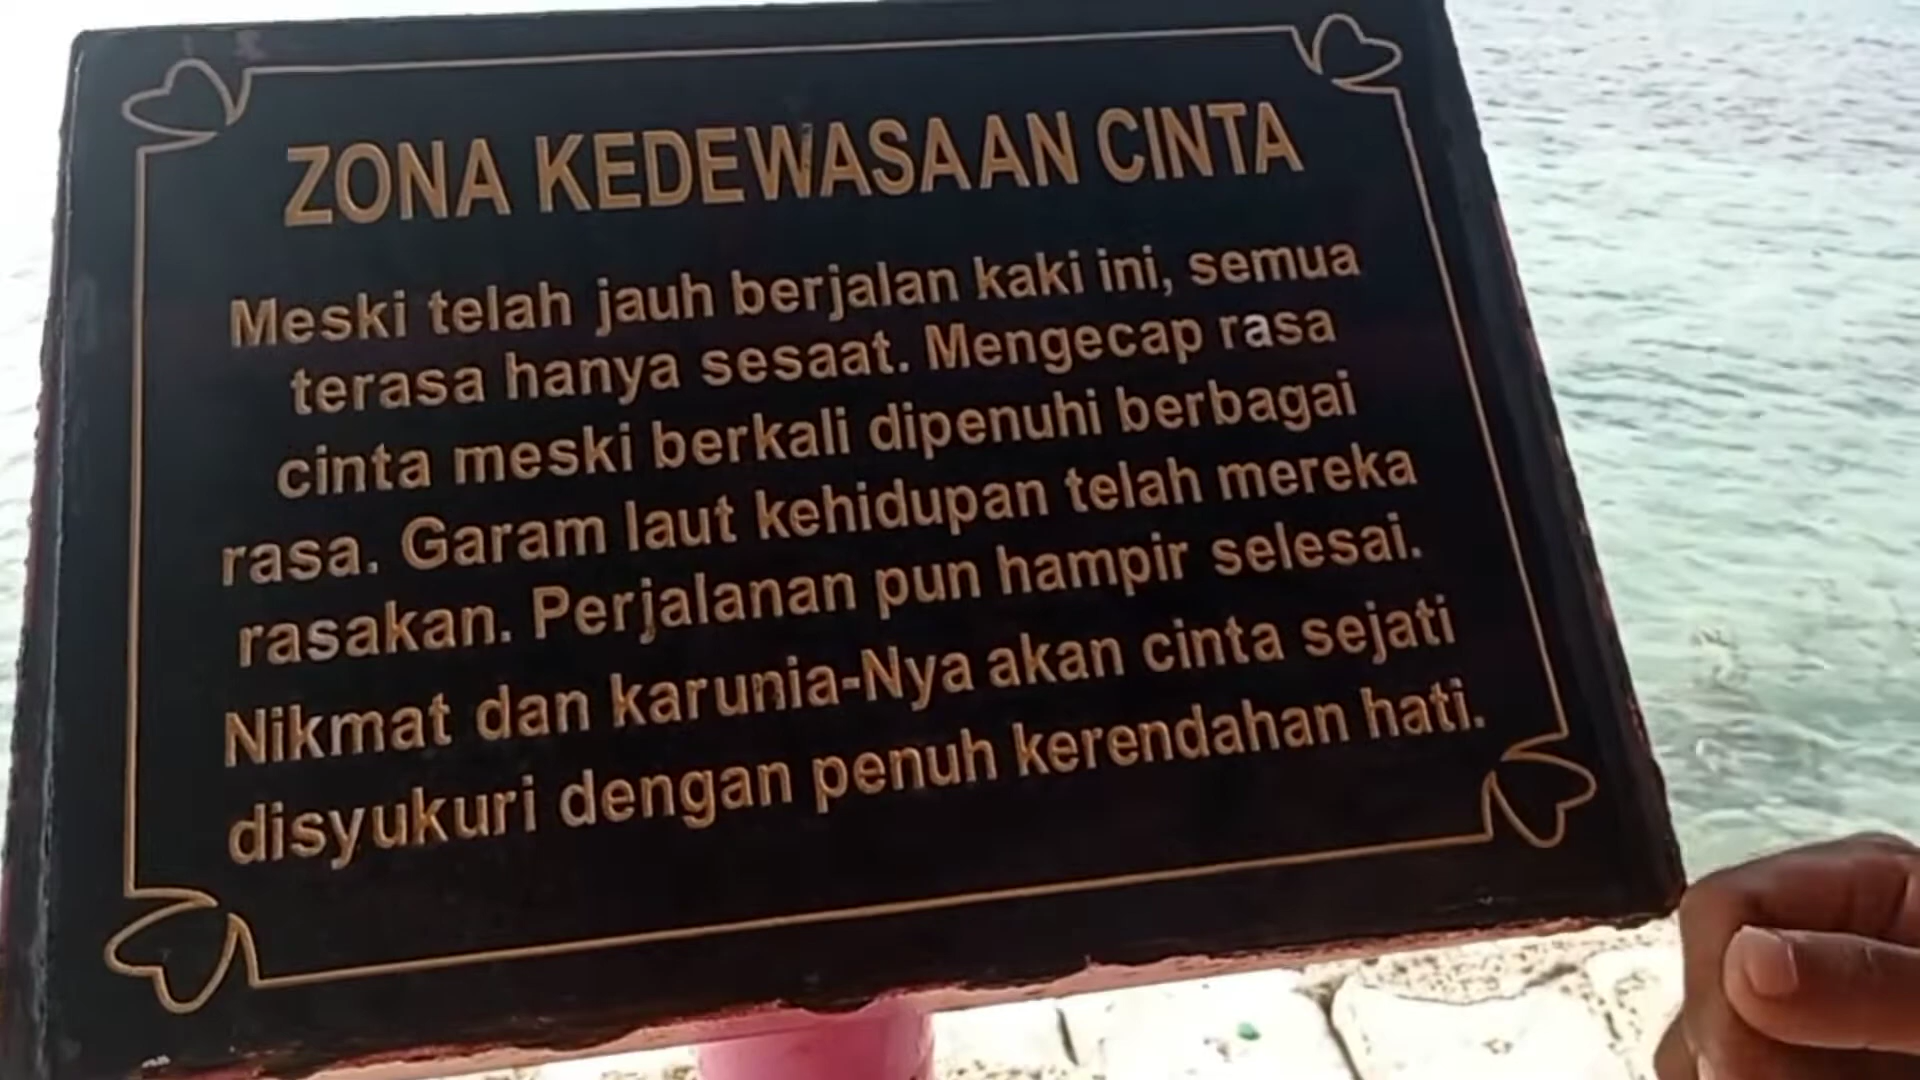 ZONA KEDEWASAAN CINTA
Meski telah jauh berjalan kaki ini, semua
terasa hanya sesaat. Mengecap rasa
cinta meski berkali dipenuhi berbagai
rasa. Garam laut kehidupan telah mereka
rasakan. Perjalanan pun hampir selesai.
Nikmat dan karunia-Nya akan cinta sejati
disyukuri dengan penuh kerendahan hati.